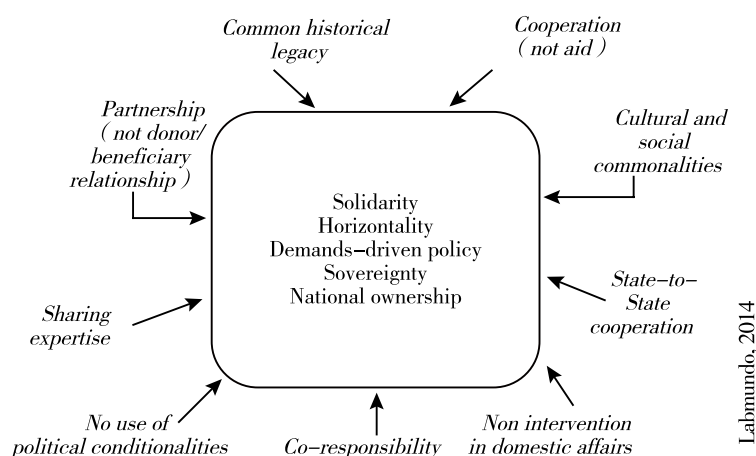 Common historical
legacy
Cooperation
( not aid )
Partnership
( not donor/
beneficiary
relationship )
Cultural and
social
commonalities
Solidarity
Horizontality
Demands–driven policy
Sovereignty
National ownership
Sharing
expertise
State–to–
State
cooperation
No use of
political conditionalities
Co–responsibility
Non intervention
in domestic affairs
Labmundo, 2014